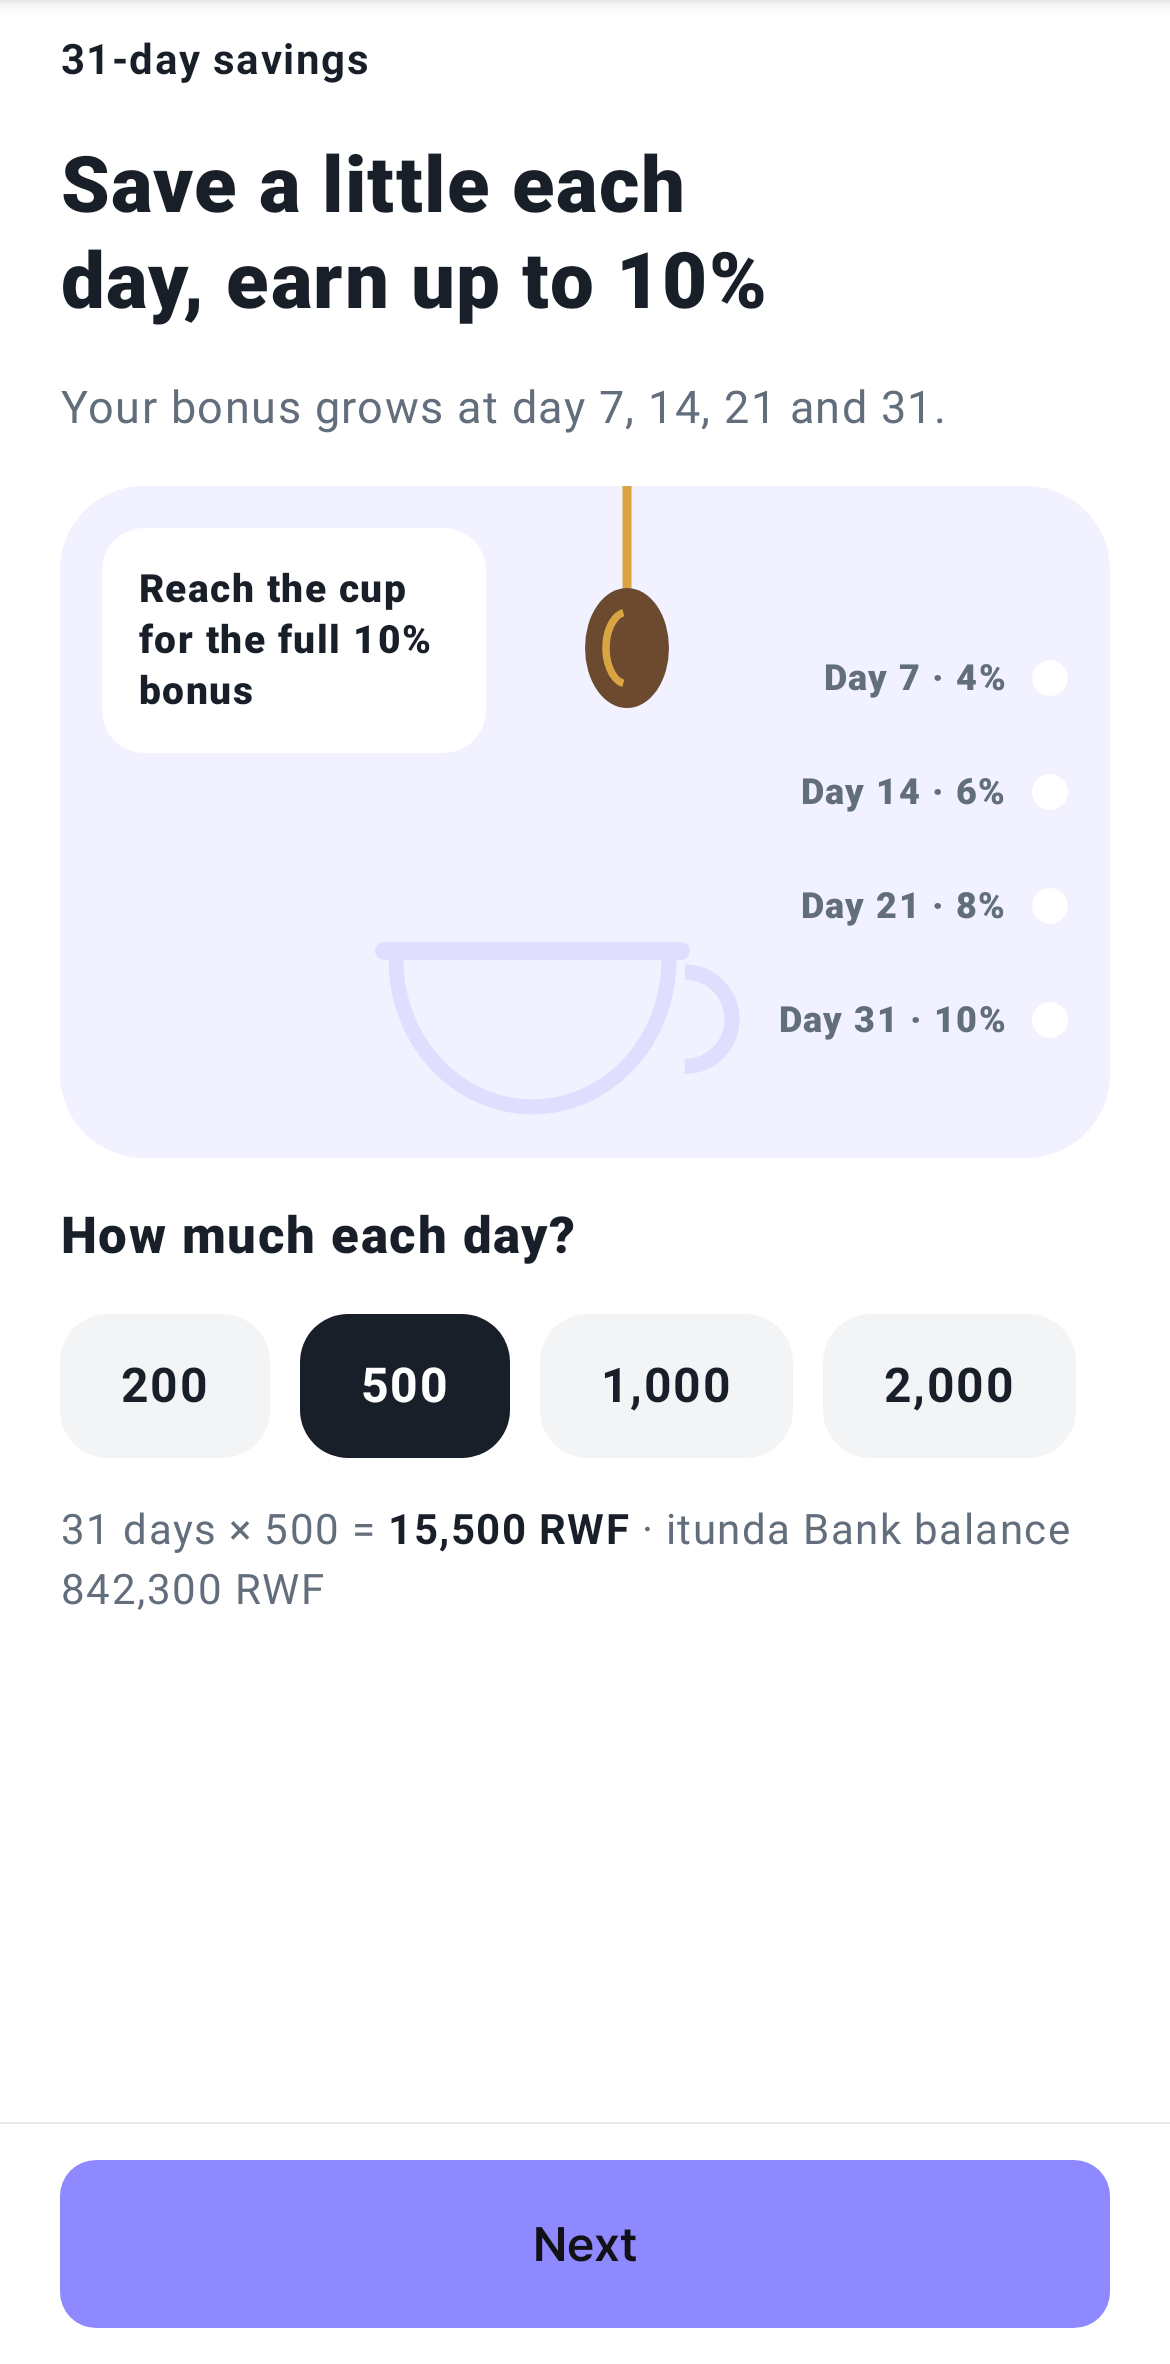 31-day savings
Save a little each
day, earn up to 10%
Your bonus grows at day 7, 14, 21 and 31.
Reach the cup
for the full 10%
bonus
Day 7 · 4%
Day 14 · 6%
Day 21 · 8%
Day 31 · 10%
How much each day?
200
500
1,000
2,000
31 days × 500 = 15,500 RWF · itunda Bank balance
842,300 RWF
Next